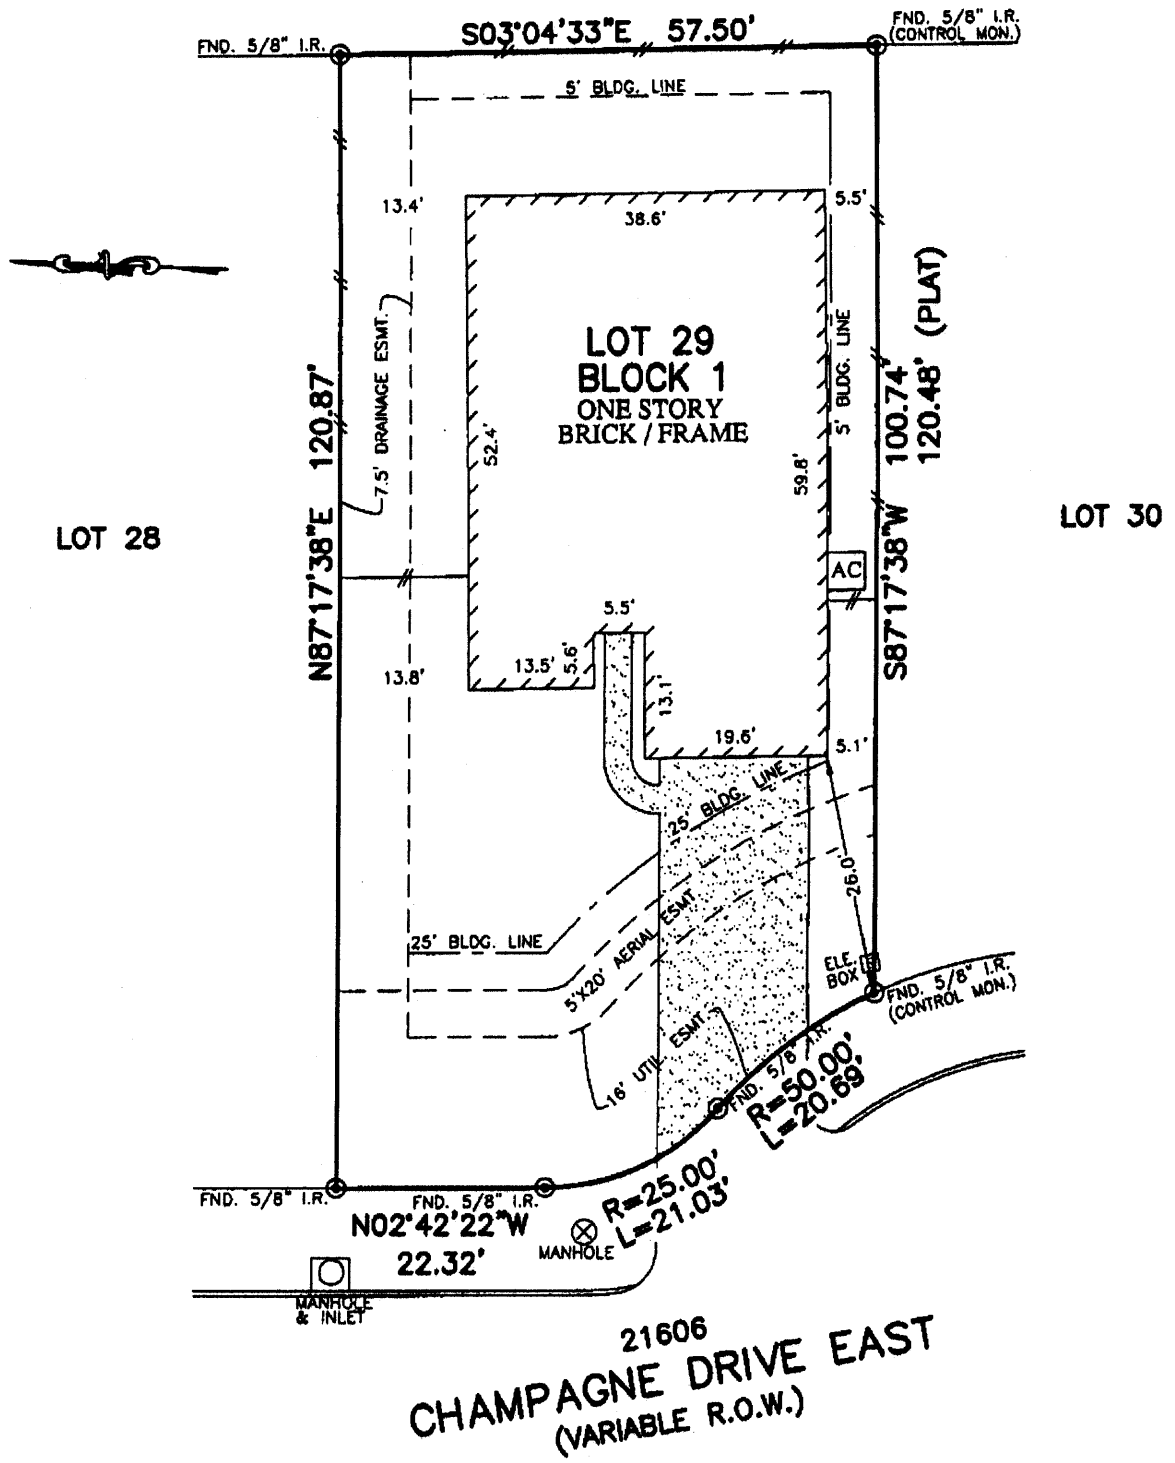 S03°04'33"E 57.50'
FND. 5/8" I.R.
FND. 5/8" I.R.
(CONTROL MON.)
5' BLDG. LINE
13.4'
38.6'
5.5'
LOT 29
BLOCK 1
ONE STORY
BRICK / FRAME
7.5' DRAINAGE ESMT.
N87°17'38"E 120.87'
52.4'
59.8'
5' BLDG. LINE
S87°17'38"W 100.74'
120.48' (PLAT)
LOT 28
LOT 30
AC
5.5'
13.5'
5.6'
13.8'
13.1'
19.6'
5.1'
25' BLDG. LINE
26.0'
25' BLDG. LINE
5'X20' AERIAL ESMT.
ELE.
BOX
FND. 5/8" I.R.
(CONTROL MON.)
16' UTIL ESMT
FND. 5/8" I.R.
R=50.00'
L=20.69'
FND. 5/8" I.R.
FND. 5/8" I.R.
N02°42'22"W
22.32'
R=25.00'
L=21.03'
MANHOLE
MANHOLE
& INLET
21606
CHAMPAGNE DRIVE EAST
(VARIABLE R.O.W.)